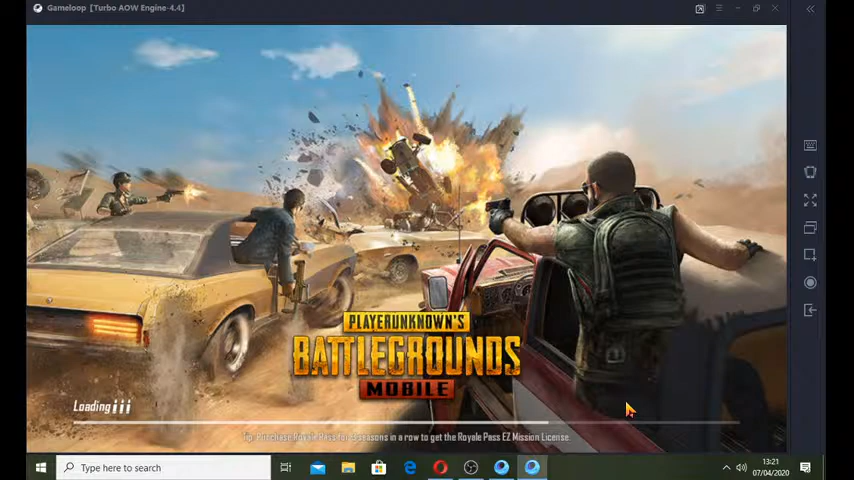 Gameloop [Turbo AOW Engine-4.4]
PLAYERUNKNOWN'S
BATTLEGROUNDS
MOBILE
Loading
Tip: Purchase Royale Pass for 3 seasons in a row to get the Royale Pass EZ Mission License.
Type here to search
13:21
07/04/2020